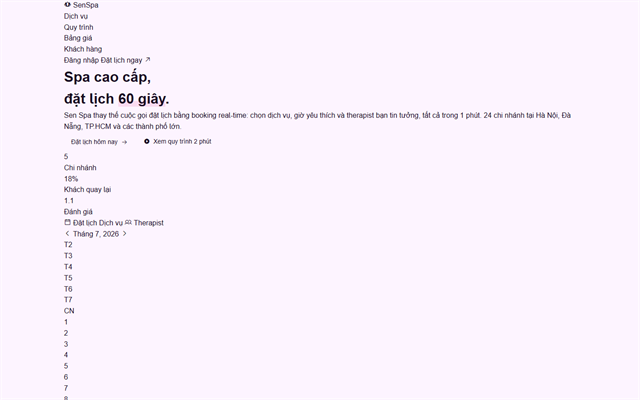 SenSpa
Dịch vụ
Quy trình
Bảng giá
Khách hàng
Đăng nhập Đặt lịch ngay
Spa cao cấp,
đặt lịch 60 giây.
Sen Spa thay thế cuộc gọi đặt lịch bằng booking real-time: chọn dịch vụ, giờ yêu thích và therapist bạn tin tưởng, tất cả trong 1 phút. 24 chi nhánh tại Hà Nội, Đà
Nẵng, TP.HCM và các thành phố lớn.
Đặt lịch hôm nay → Xem quy trình 2 phút
5
Chi nhánh
18%
Khách quay lại
1.1
Đánh giá
Đặt lịch Dịch vụ Therapist
Tháng 7, 2026
T2
T3
T4
T5
T6
T7
CN
1
2
3
4
5
6
7
8